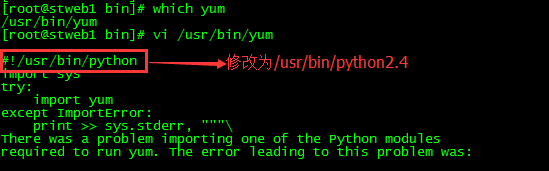 [root@stweb1 bin]# which yum
/usr/bin/yum
[root@stweb1 bin]# vi /usr/bin/yum
#!/usr/bin/python 修改为/usr/bin/python2.4
import sys
try:
    import yum
except ImportError:
    print >> sys.stderr, """\
There was a problem importing one of the Python modules
required to run yum. The error leading to this problem was: